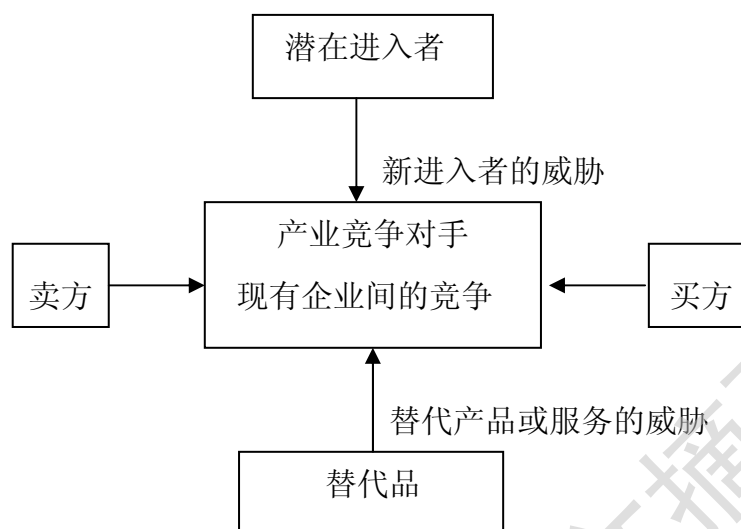 潜在进入者
新进入者的威胁
产业竞争对手
现有企业间的竞争
卖方
买方
替代产品或服务的威胁
替代品